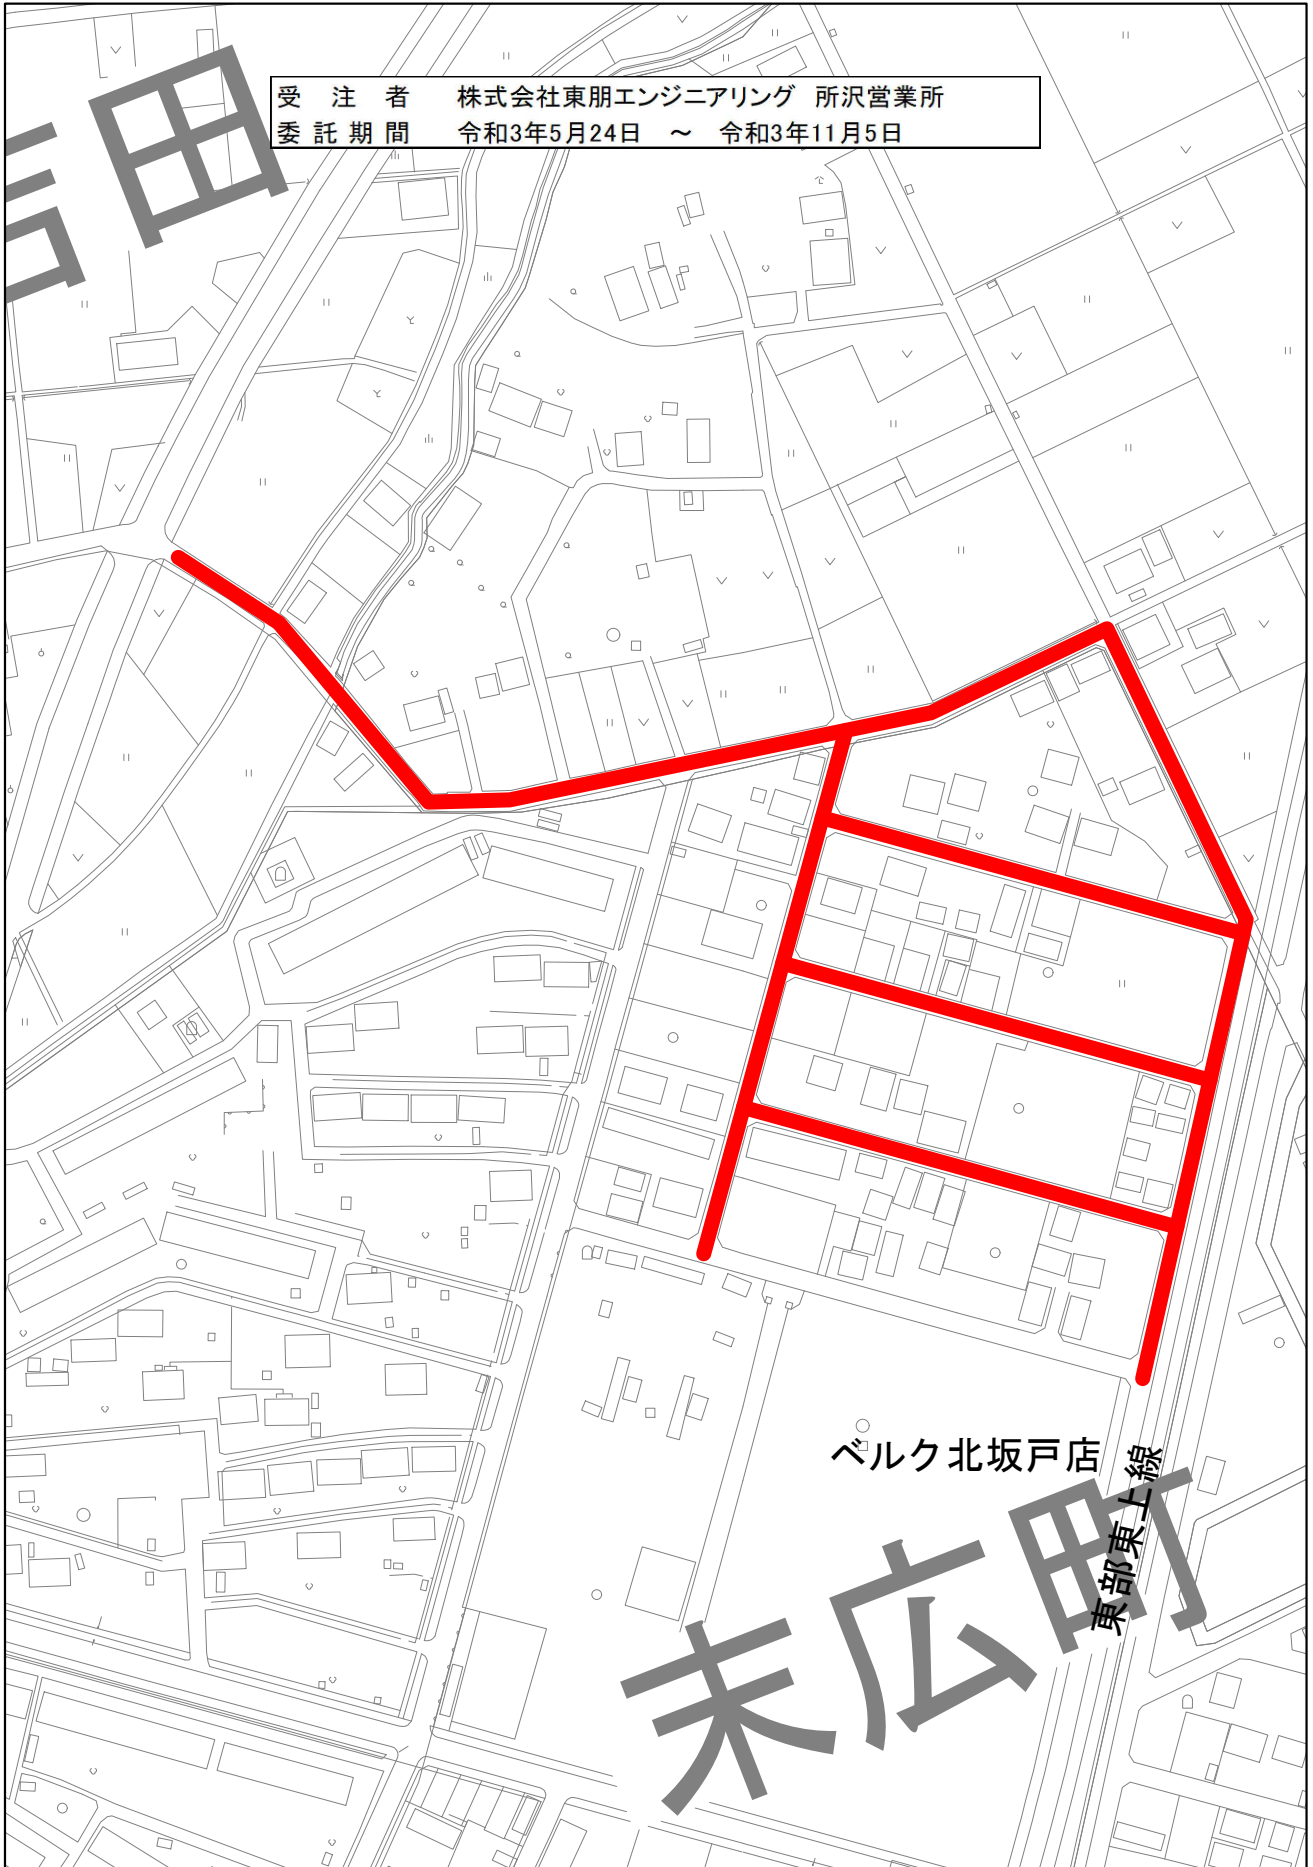 受注者 株式会社東朋エンジニアリング 所沢営業所
委託期間 令和3年5月24日 ～ 令和3年11月5日
田
ベルク北坂戸店
東部東上線
末広町